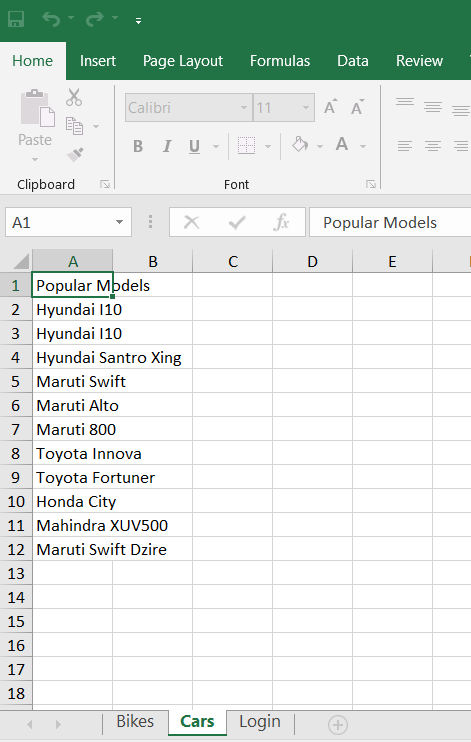 Home Insert Page Layout Formulas Data Review
Calibri 11 A A
Paste
B I U A
Clipboard Font
A1 fx Popular Models
A B C D E
1 Popular Models
2 Hyundai I10
3 Hyundai I10
4 Hyundai Santro Xing
5 Maruti Swift
6 Maruti Alto
7 Maruti 800
8 Toyota Innova
9 Toyota Fortuner
10 Honda City
11 Mahindra XUV500
12 Maruti Swift Dzire
13
14
15
16
17
18
Bikes Cars Login